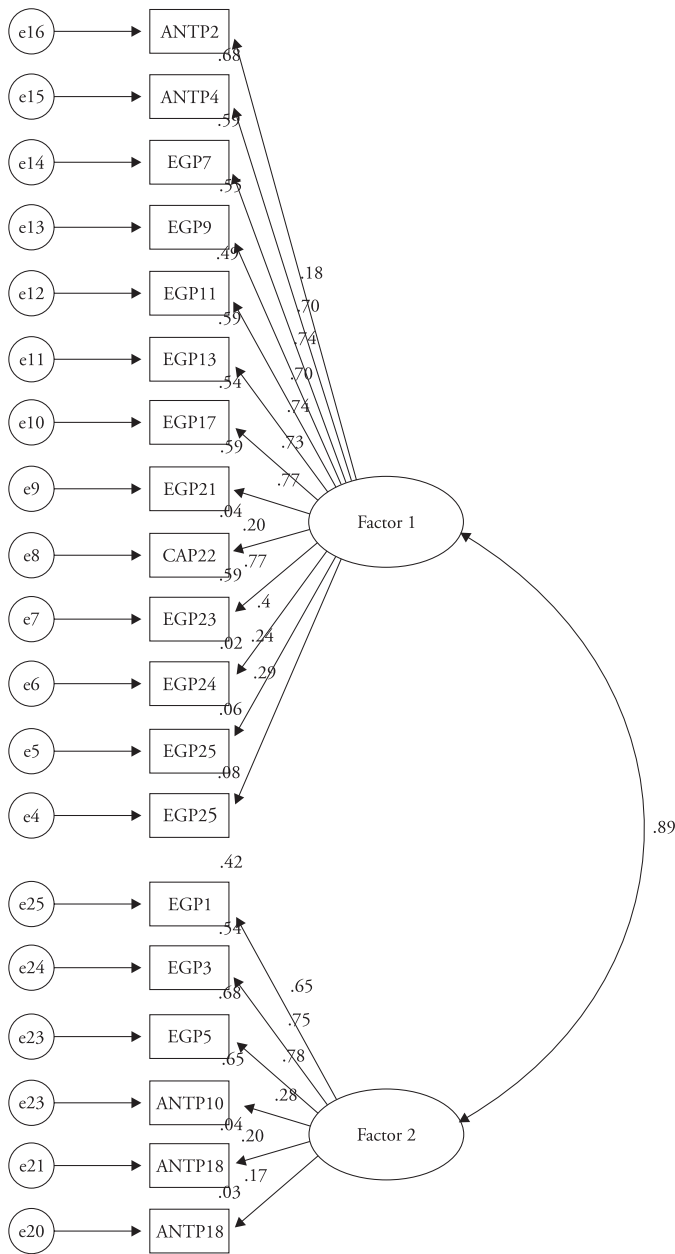 e16 ANTP2
.68
e15 ANTP4
.59
e14 EGP7
.55
e13 EGP9
.49
.18
e12 EGP11
.70
.59
.74
e11 EGP13
.70
.54
.74
e10 EGP17
.73
.59
.77
e9 EGP21
.04
.20
Factor 1
e8 CAP22
.77
.59
.4
e7 EGP23
.24
.02
.29
e6 EGP24
.06
e5 EGP25
.08
e4 EGP25
.89
.42
e25 EGP1
.54
e24 EGP3
.65
.68
.75
e23 EGP5
.78
.65
.28
e23 ANTP10
.04
.20
Factor 2
e21 ANTP18
.17
.03
e20 ANTP18